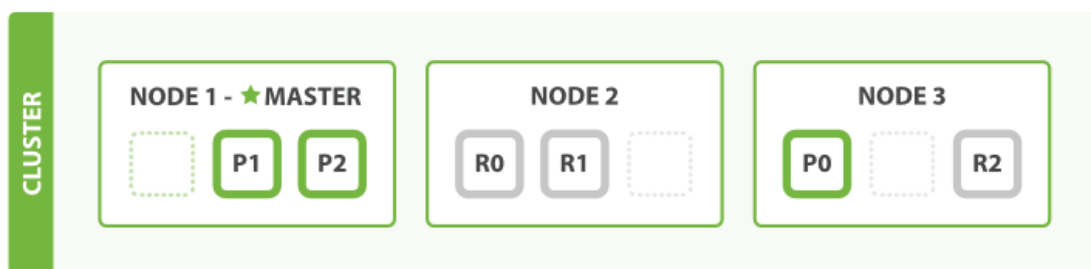 CLUSTER
NODE 1 - ★ MASTER
P1
P2
NODE 2
R0
R1
NODE 3
P0
R2